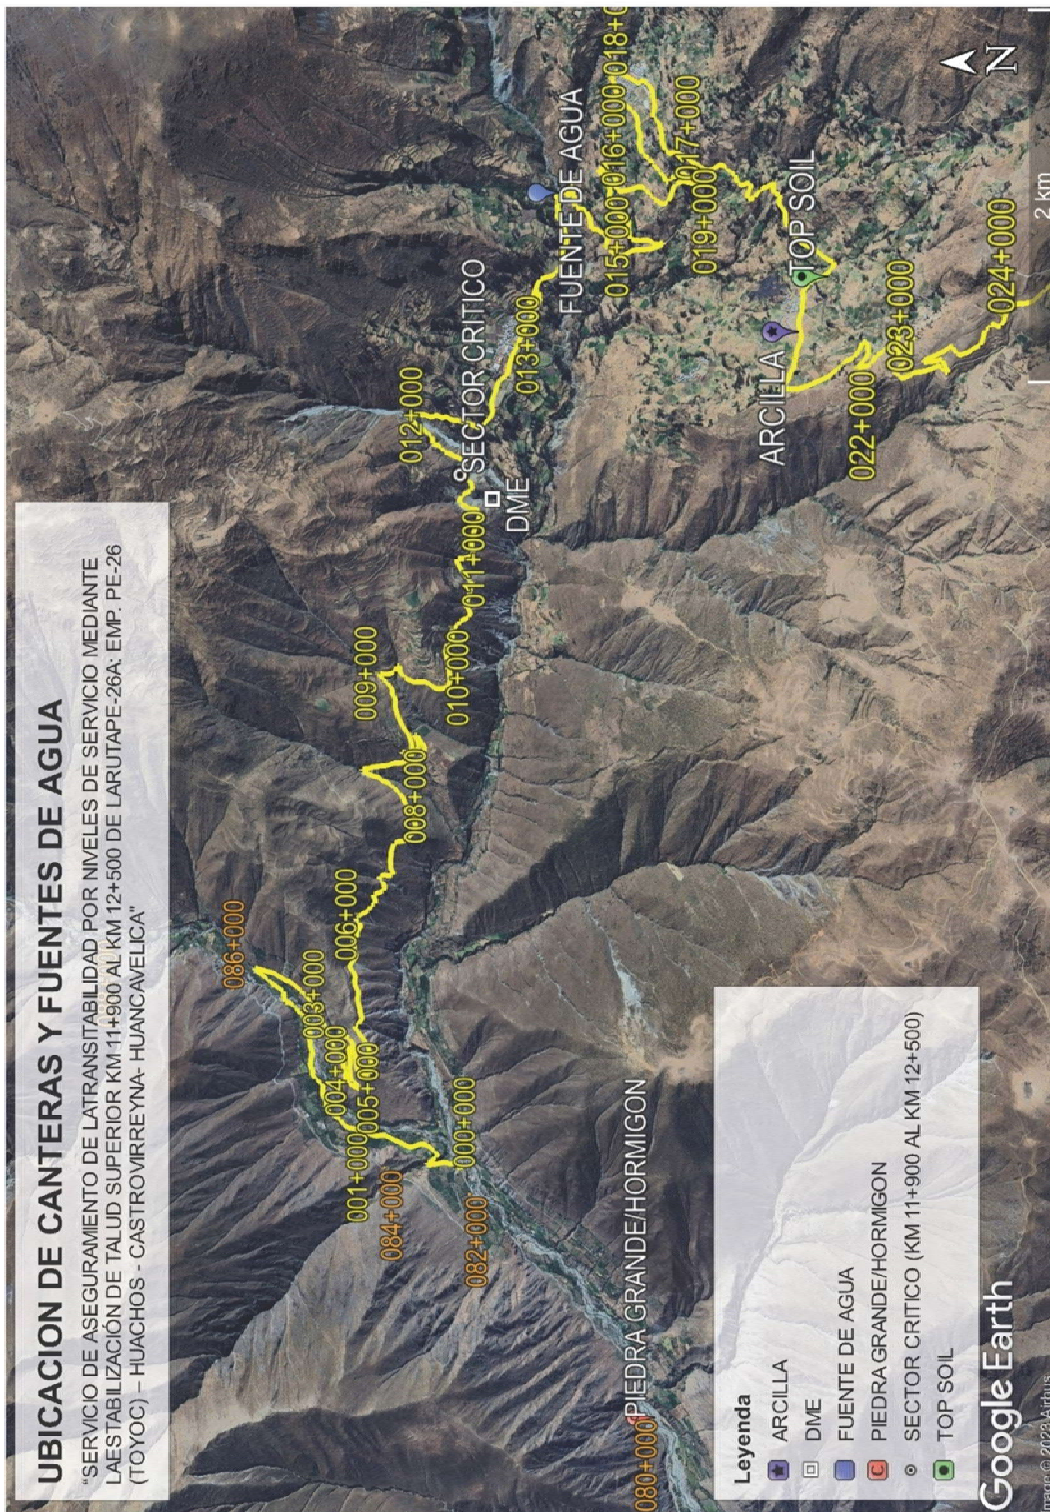 UBICACION DE CANTERAS Y FUENTES DE AGUA
"SERVICIO DE ASEGURAMIENTO DE LATRANSITABILIDAD POR NIVELES DE SERVICIO MEDIANTE
LAESTABILIZACIÓN DE TALUD SUPERIOR KM 11+900 AL KM 12+500 DE LARUTAPE-26A: EMP. PE-26
(TOYOC) – HUACHOS - CASTROVIRREYNA- HUANCAVELICA"
086+000
001+000
003+000
004+000
005+000
006+000
084+000
082+000
000+000
008+000
009+000
010+000
011+000
012+000
SECTOR CRITICO
DME
013+000
FUENTE DE AGUA
015+000
016+000
018+0
017+000
019+000
080+000
PIEDRA GRANDE/HORMIGON
ARCILLA
TOP SOIL
022+000
023+000
024+000
N
Leyenda
ARCILLA
DME
FUENTE DE AGUA
C PIEDRA GRANDE/HORMIGON
SECTOR CRITICO (KM 11+900 AL KM 12+500)
TOP SOIL
Google Earth
2 km
Image © 2023 Airbus